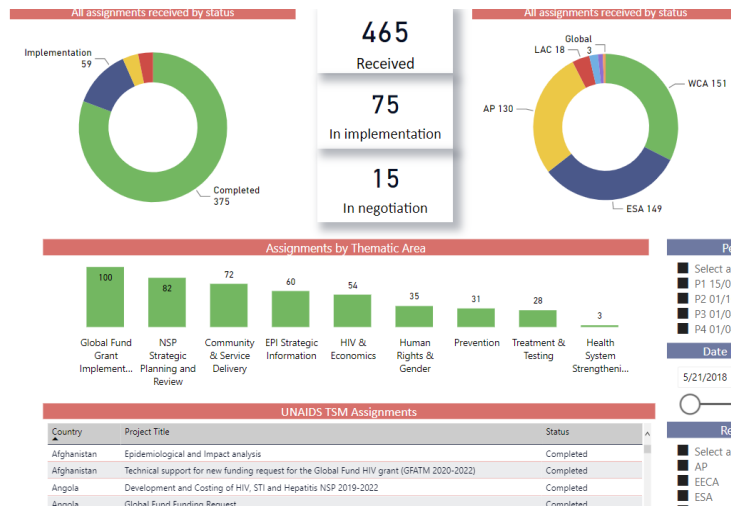 All assignments received by status
Implementation
59
Completed
375
465
Received
75
In implementation
15
In negotiation
All assignments received by status
Global
3
LAC 18
WCA 151
AP 130
ESA 149
Assignments by Thematic Area
100
82
72
60
54
35
31
28
3
Global Fund
Grant
Implement...
NSP
Strategic
Planning and
Review
Community
& Service
Delivery
EPI Strategic
Information
HIV &
Economics
Human
Rights &
Gender
Prevention
Treatment &
Testing
Health
System
Strengtheni...
UNAIDS TSM Assignments
Country Project Title Status
Afghanistan Epidemiological and Impact analysis Completed
Afghanistan Technical support for new funding request for the Global Fund HIV grant (GFATM 2020-2022) Completed
Angola Development and Costing of HIV, STI and Hepatitis NSP 2019-2022 Completed
Angola Global Fund Funding Request Completed
Pe
Select a
P1 15/0
P2 01/1
P3 01/0
P4 01/0
Date
5/21/2018
Re
Select a
AP
EECA
ESA